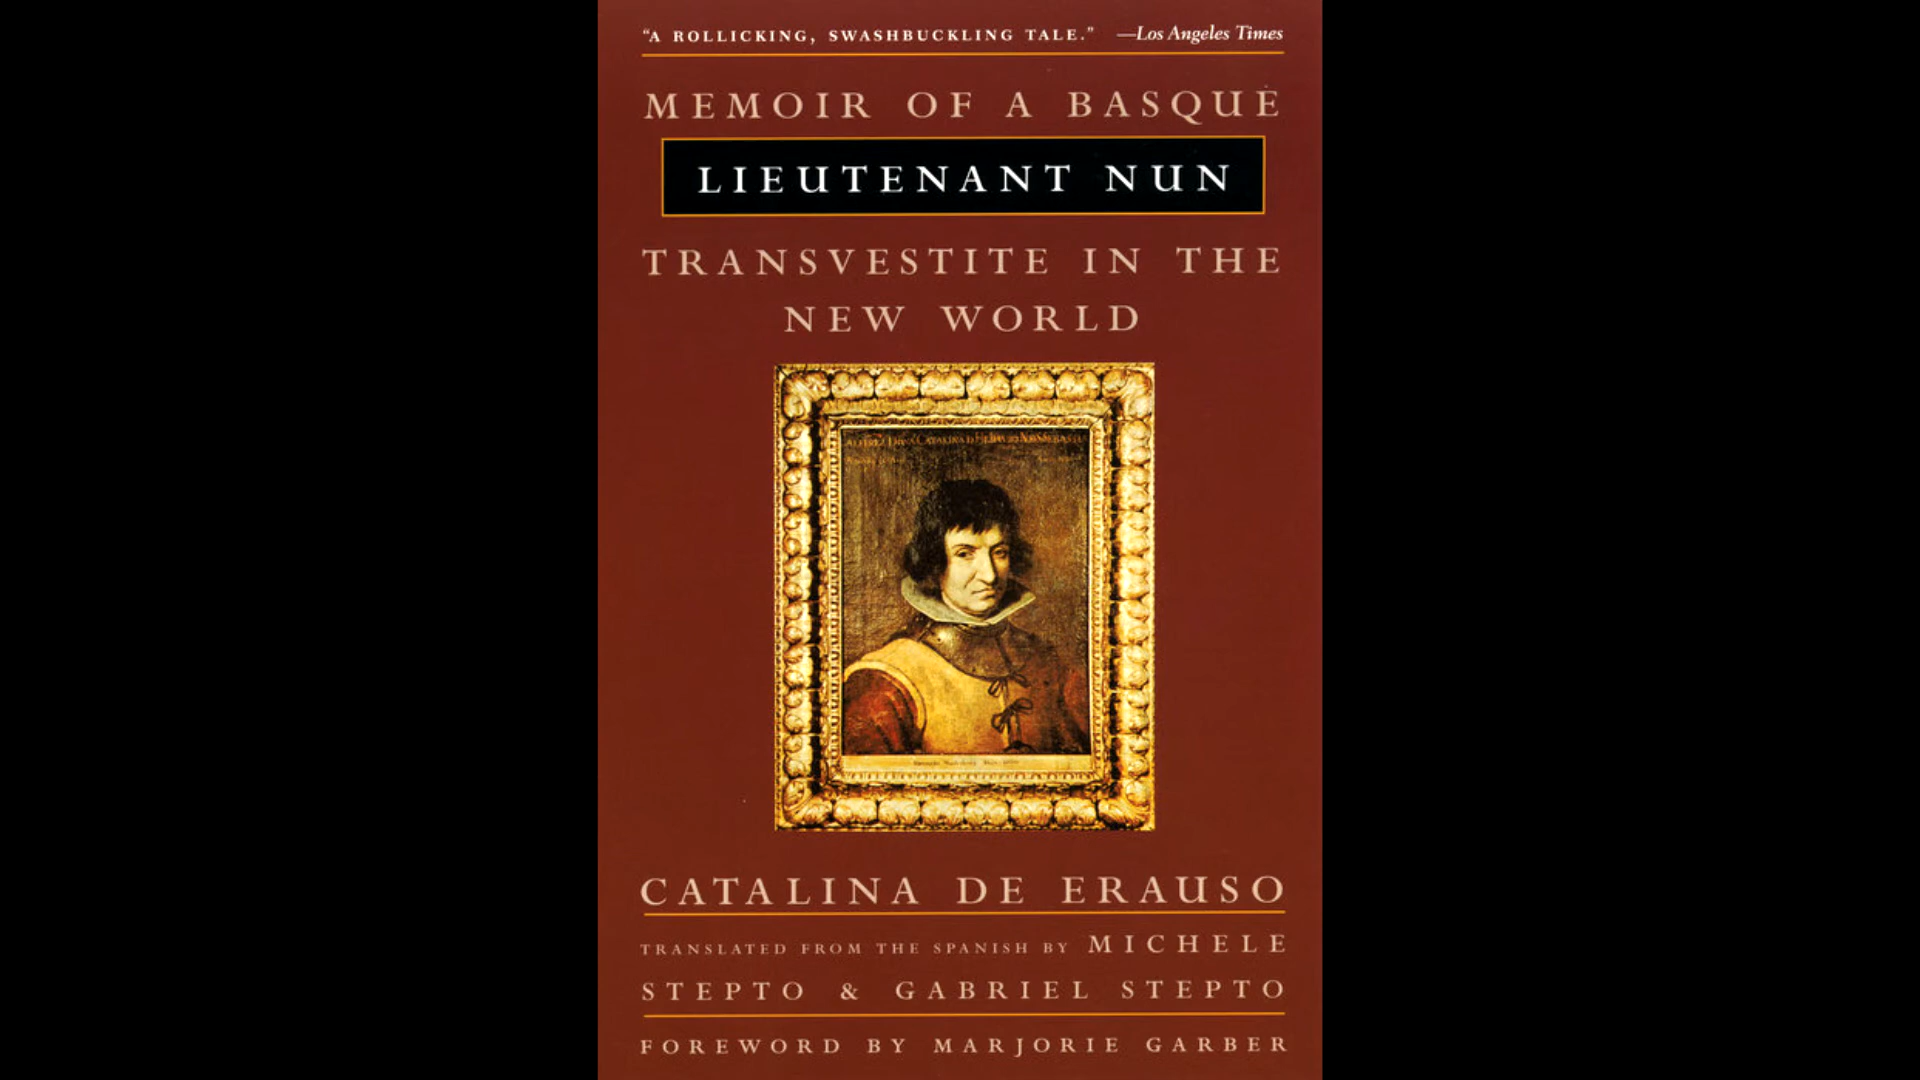 "A ROLLICKING, SWASHBUCKLING TALE." —Los Angeles Times
MEMOIR OF A BASQUE
LIEUTENANT NUN
TRANSVESTITE IN THE
NEW WORLD
CATALINA DE ERAUSO
TRANSLATED FROM THE SPANISH BY MICHELE
STEPTO & GABRIEL STEPTO
FOREWORD BY MARJORIE GARBER